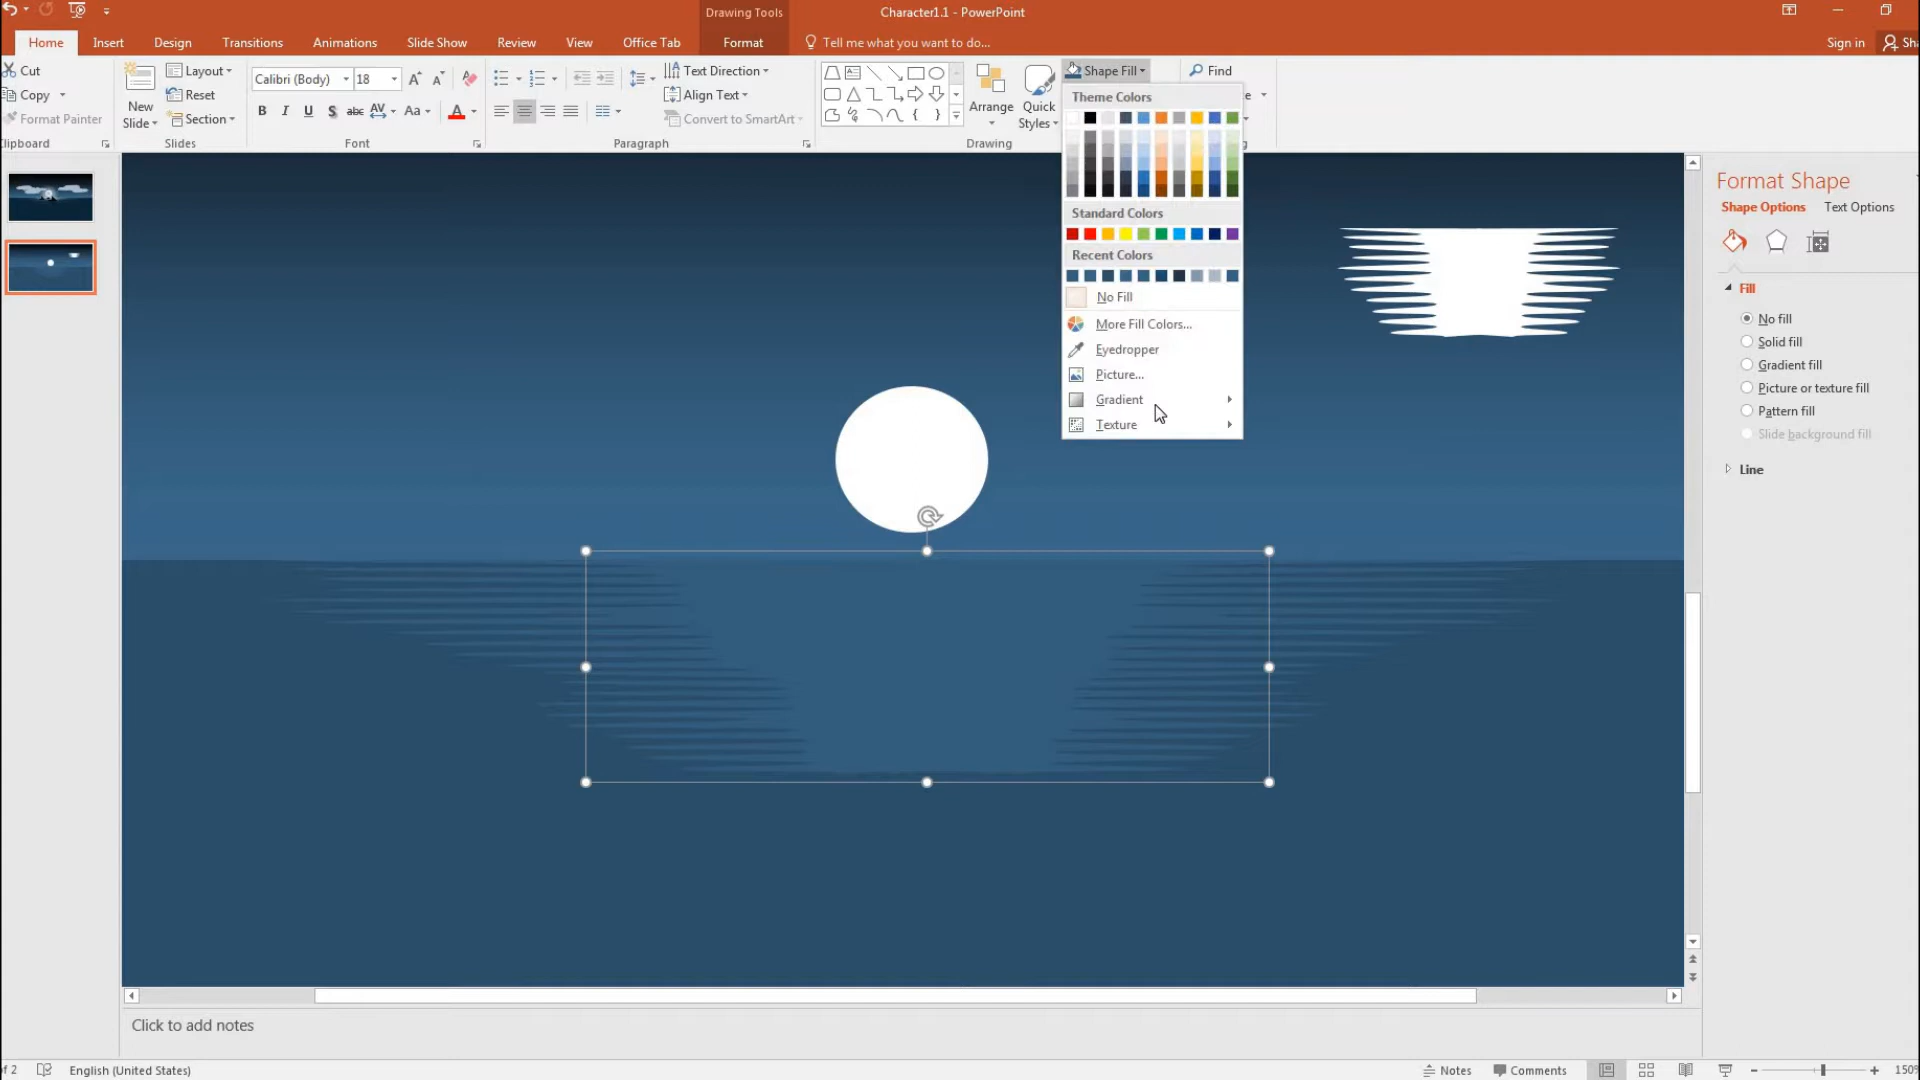 Drawing Tools
Character1.1 - PowerPoint
Home Insert Design Transitions Animations Slide Show Review View Office Tab Format Tell me what you want to do... Sign in
Cut
Copy
Format Painter
New Slide
Layout
Reset
Section
Slides
Calibri (Body) 18
B I U S abc AV Aa A
Font
Text Direction
Align Text
Convert to SmartArt
Paragraph
Arrange
Quick Styles
Drawing
Shape Fill
Find
Theme Colors
Standard Colors
Recent Colors
No Fill
More Fill Colors...
Eyedropper
Picture...
Gradient
Texture
Format Shape
Shape Options Text Options
Fill
No fill
Solid fill
Gradient fill
Picture or texture fill
Pattern fill
Slide background fill
Line
Click to add notes
English (United States)
Notes Comments